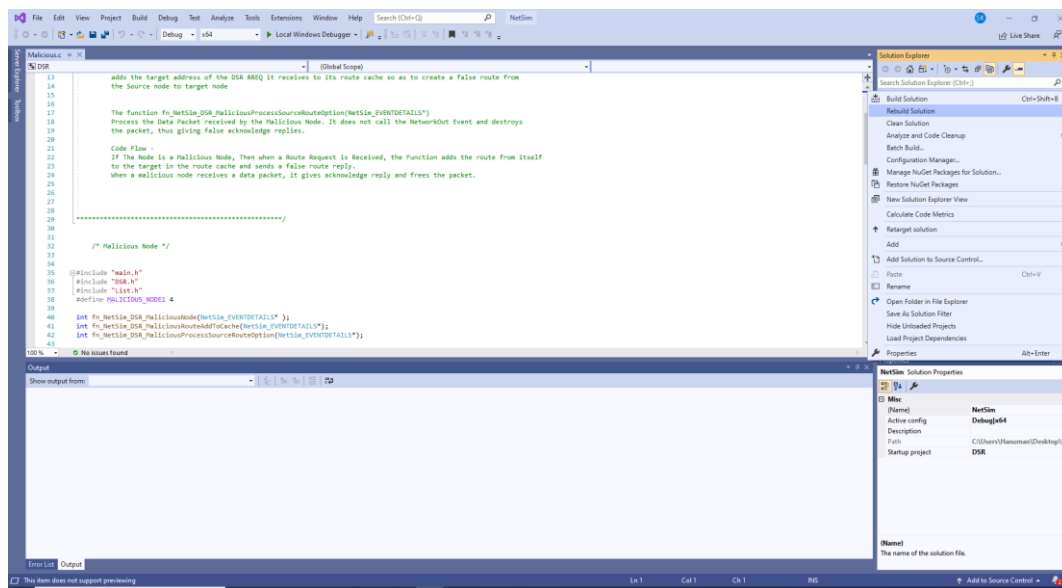 File Edit View Project Build Debug Test Analyze Tools Extensions Window Help Search (Ctrl+Q) NetSim SK
Debug x64 Local Windows Debugger Live Share
Server Explorer
Toolbox
Malicious.c
DSR (Global Scope)
13 adds the target address of the DSR RREQ it receives to its route cache so as to create a false route from
14 the Source node to target node
15
16
17 The function fn_NetSim_DSR_MaliciousProcessSourceRouteOption(NetSim_EVENTDETAILS*)
18 Process the Data Packet received by the Malicious Node. It does not call the NetworkOut Event and destroys
19 the packet, thus giving false acknowledge replies.
20
21 Code Flow -
22 If The Node is a Malicious Node, Then when a Route Request is Received, the Function adds the route from itself
23 to the target in the route cache and sends a false route reply.
24 When a malicious node receives a data packet, it gives acknowledge reply and frees the packet.
25
26
27
28
29
30
31
32 /* Malicious Node */
33
34
35 #include "main.h"
36 #include "DSR.h"
37 #include "List.h"
38 #define MALICIOUS_NODE1 4
39
40 int fn_NetSim_DSR_MaliciousNode(NetSim_EVENTDETAILS* );
41 int fn_NetSim_DSR_MaliciousRouteAddToCache(NetSim_EVENTDETAILS*);
42 int fn_NetSim_DSR_MaliciousProcessSourceRouteOption(NetSim_EVENTDETAILS*);
43
100 % No issues found
Output
Show output from:
Error List Output
Solution Explorer
Search Solution Explorer (Ctrl+;)
Build Solution Ctrl+Shift+B
Rebuild Solution
Clean Solution
Analyze and Code Cleanup
Batch Build...
Configuration Manager...
Manage NuGet Packages for Solution...
Restore NuGet Packages
New Solution Explorer View
Calculate Code Metrics
Retarget solution
Add
Add Solution to Source Control...
Paste Ctrl+V
Rename
Open Folder in File Explorer
Save As Solution Filter
Hide Unloaded Projects
Load Project Dependencies
Properties Alt+Enter
NetSim Solution Properties
Misc
(Name) NetSim
Active config Debug|x64
Description
Path C:\Users\Hanuman\Desktop\
Startup project DSR
(Name)
The name of the solution file.
This item does not support previewing Ln 1 Col 1 Ch 1 INS Add to Source Control